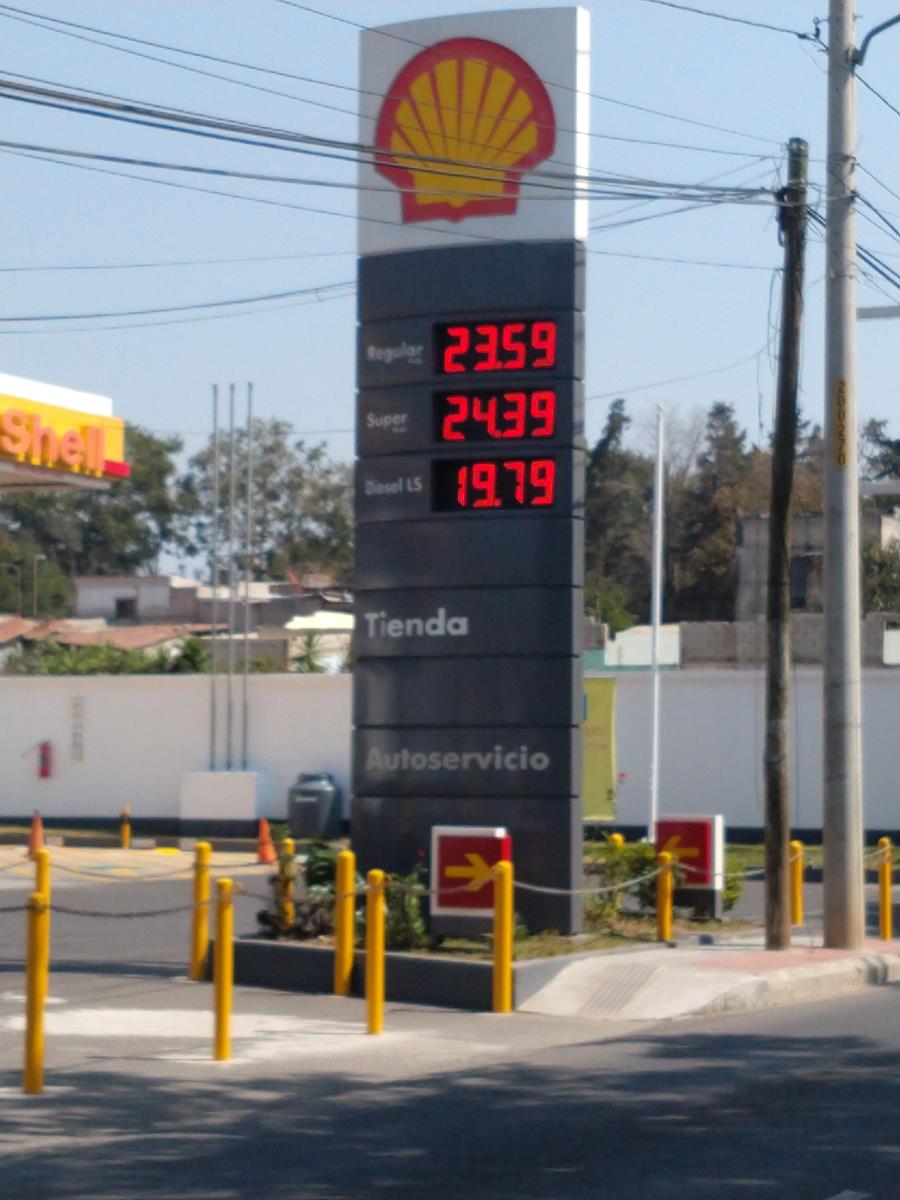 Regular 23.59
Super 24.39
Diesel LS 19.79
Shell
Tienda
Autoservicio